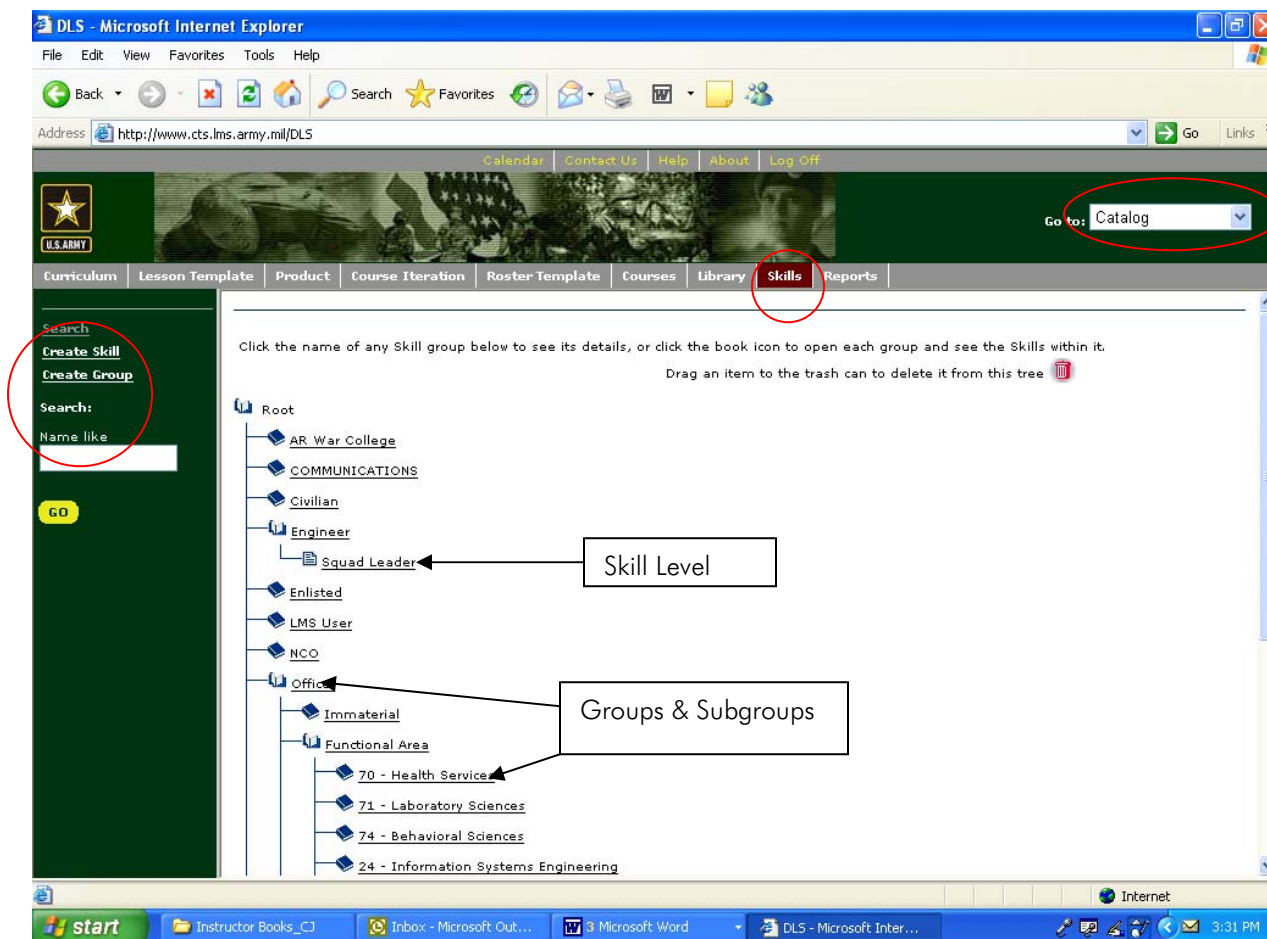 DLS - Microsoft Internet Explorer
File Edit View Favorites Tools Help
Back Search Favorites
Address http://www.cts.lms.army.mil/DLS Go Links
Calendar Contact Us Help About Log Off
U.S.ARMY
Go to: Catalog
Curriculum Lesson Template Product Course Iteration Roster Template Courses Library Skills Reports
Search
Create Skill
Create Group
Search:
Name like
GO
Click the name of any Skill group below to see its details, or click the book icon to open each group and see the Skills within it.
Drag an item to the trash can to delete it from this tree
Root
AR War College
COMMUNICATIONS
Civilian
Engineer
Squad Leader
Skill Level
Enlisted
LMS User
NCO
Groups & Subgroups
Immaterial
Functional Area
70 - Health Services
71 - Laboratory Sciences
74 - Behavioral Sciences
24 - Information Systems Engineering
Internet
start Instructor Books_CJ Inbox - Microsoft Out... 3 Microsoft Word DLS - Microsoft Inter... 3:31 PM